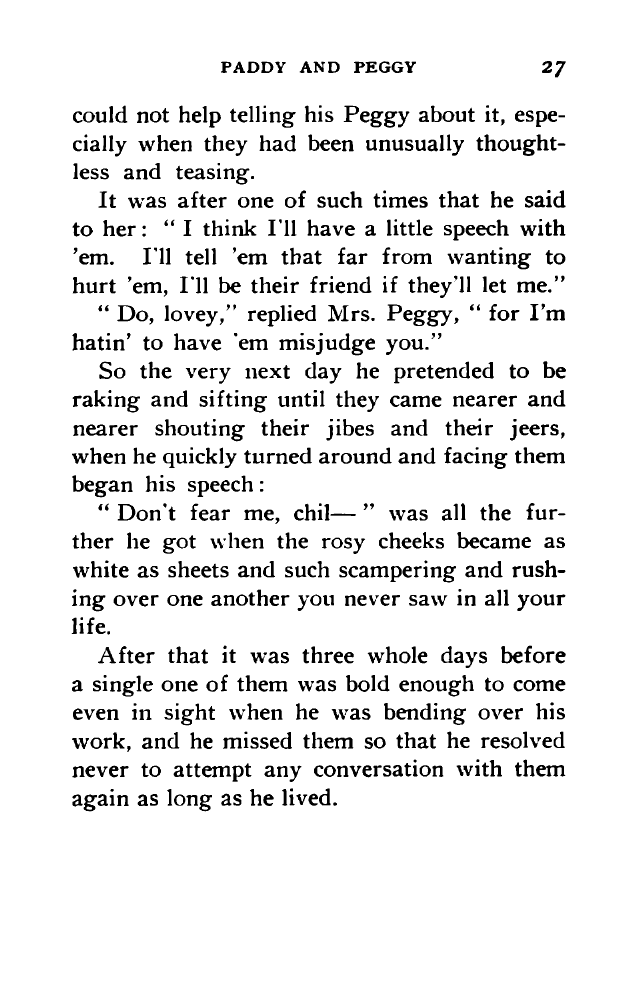 PADDY AND PEGGY 27
could not help telling his Peggy about it, espe-
cially when they had been unusually thought-
less and teasing.
It was after one of such times that he said
to her: “ I think I'll have a little speech with
’em. I'll tell ’em that far from wanting to
hurt ’em, I'll be their friend if they’ll let me.”
“ Do, lovey,” replied Mrs. Peggy, “ for I’m
hatin’ to have 'em misjudge you.”
So the very next day he pretended to be
raking and sifting until they came nearer and
nearer shouting their jibes and their jeers,
when he quickly turned around and facing them
began his speech:
“ Don't fear me, chil— ” was all the fur-
ther he got when the rosy cheeks became as
white as sheets and such scampering and rush-
ing over one another you never saw in all your
life.
After that it was three whole days before
a single one of them was bold enough to come
even in sight when he was bending over his
work, and he missed them so that he resolved
never to attempt any conversation with them
again as long as he lived.